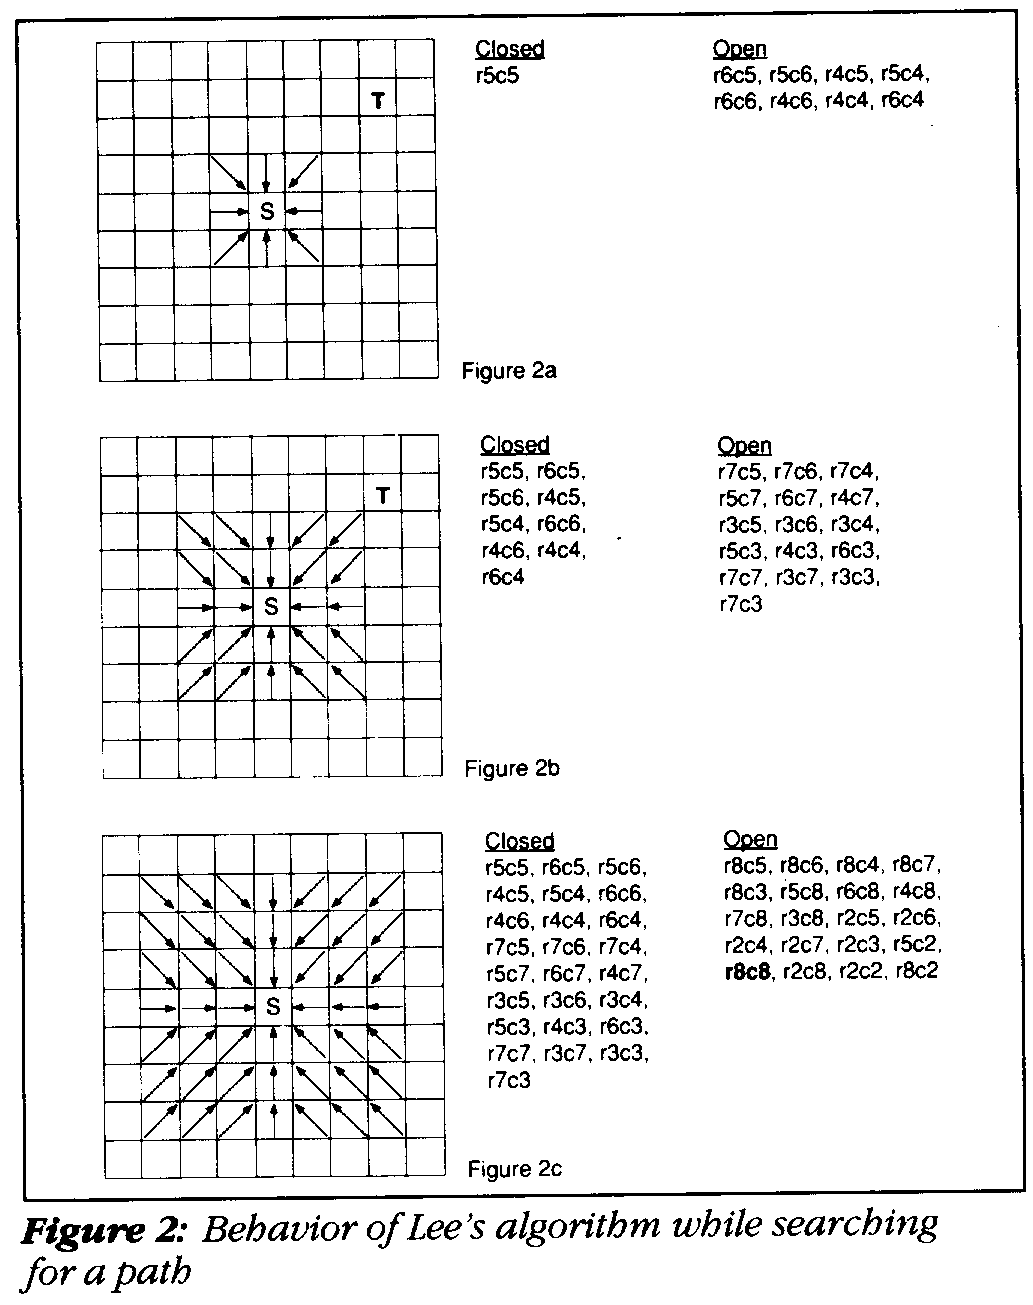 Closed
r5c5
Open
r6c5, r5c6, r4c5, r5c4,
r6c6, r4c6, r4c4, r6c4
T
S
Figure 2a
Closed
r5c5, r6c5,
r5c6, r4c5,
r5c4, r6c6,
r4c6, r4c4,
r6c4
Open
r7c5, r7c6, r7c4,
r5c7, r6c7, r4c7,
r3c5, r3c6, r3c4,
r5c3, r4c3, r6c3,
r7c7, r3c7, r3c3,
r7c3
T
S
Figure 2b
Closed
r5c5, r6c5, r5c6,
r4c5, r5c4, r6c6,
r4c6, r4c4, r6c4,
r7c5, r7c6, r7c4,
r5c7, r6c7, r4c7,
r3c5, r3c6, r3c4,
r5c3, r4c3, r6c3,
r7c7, r3c7, r3c3,
r7c3
Open
r8c5, r8c6, r8c4, r8c7,
r8c3, r5c8, r6c8, r4c8,
r7c8, r3c8, r2c5, r2c6,
r2c4, r2c7, r2c3, r5c2,
r8c8, r2c8, r2c2, r8c2
S
Figure 2c
Figure 2: Behavior of Lee's algorithm while searching
for a path